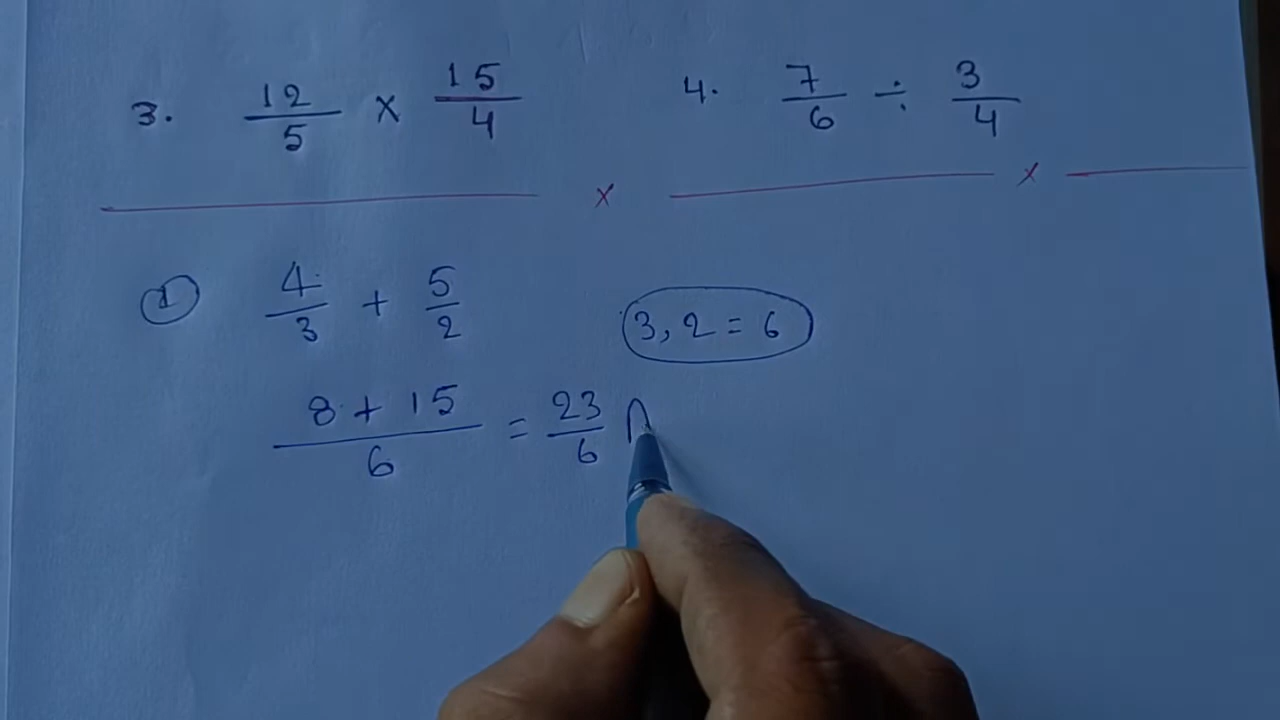 3. 12/5 × 15/4
4. 7/6 ÷ 3/4
×
×
① 4/3 + 5/2
3, 2 = 6
8 + 15/6 = 23/6